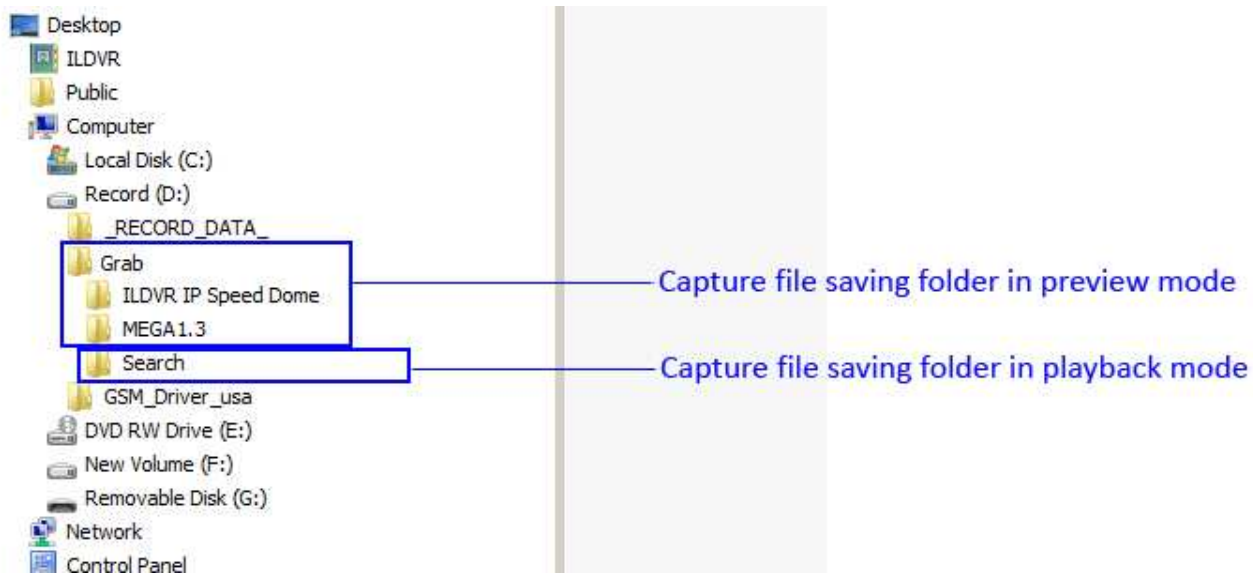 Desktop
ILDVR
Public
Computer
Local Disk (C:)
Record (D:)
_RECORD_DATA_
Grab
ILDVR IP Speed Dome
Capture file saving folder in preview mode
MEGA1.3
Search
Capture file saving folder in playback mode
GSM_Driver_usa
DVD RW Drive (E:)
New Volume (F:)
Removable Disk (G:)
Network
Control Panel